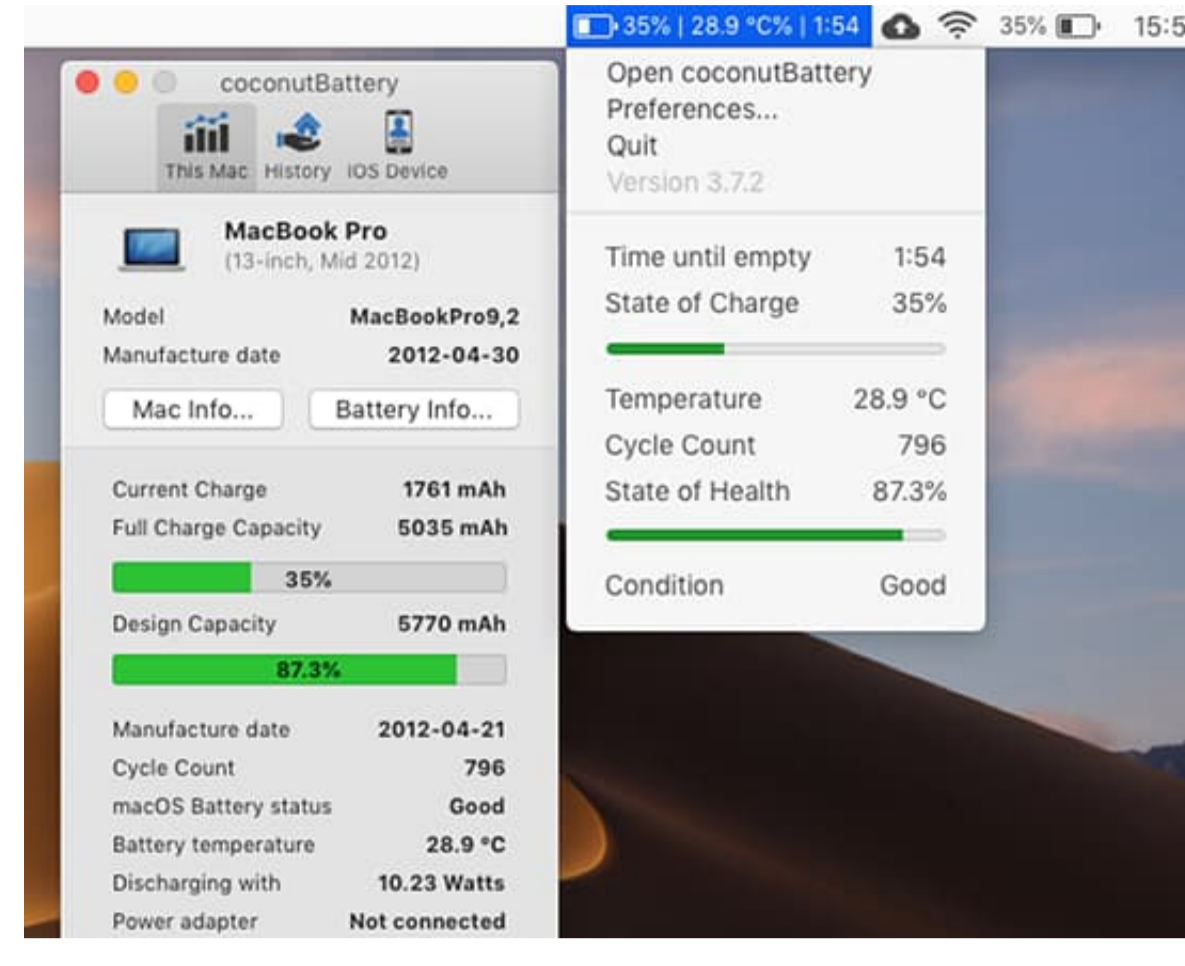 35% | 28.9 °C% | 1:54 35% 15:5
coconutBattery
This Mac History iOS Device
MacBook Pro
(13-inch, Mid 2012)
Model MacBookPro9,2
Manufacture date 2012-04-30
Mac Info... Battery Info...
Current Charge 1761 mAh
Full Charge Capacity 5035 mAh
35%
Design Capacity 5770 mAh
87.3%
Manufacture date 2012-04-21
Cycle Count 796
macOS Battery status Good
Battery temperature 28.9 °C
Discharging with 10.23 Watts
Power adapter Not connected
Open coconutBattery
Preferences...
Quit
Version 3.7.2
Time until empty 1:54
State of Charge 35%
Temperature 28.9 °C
Cycle Count 796
State of Health 87.3%
Condition Good